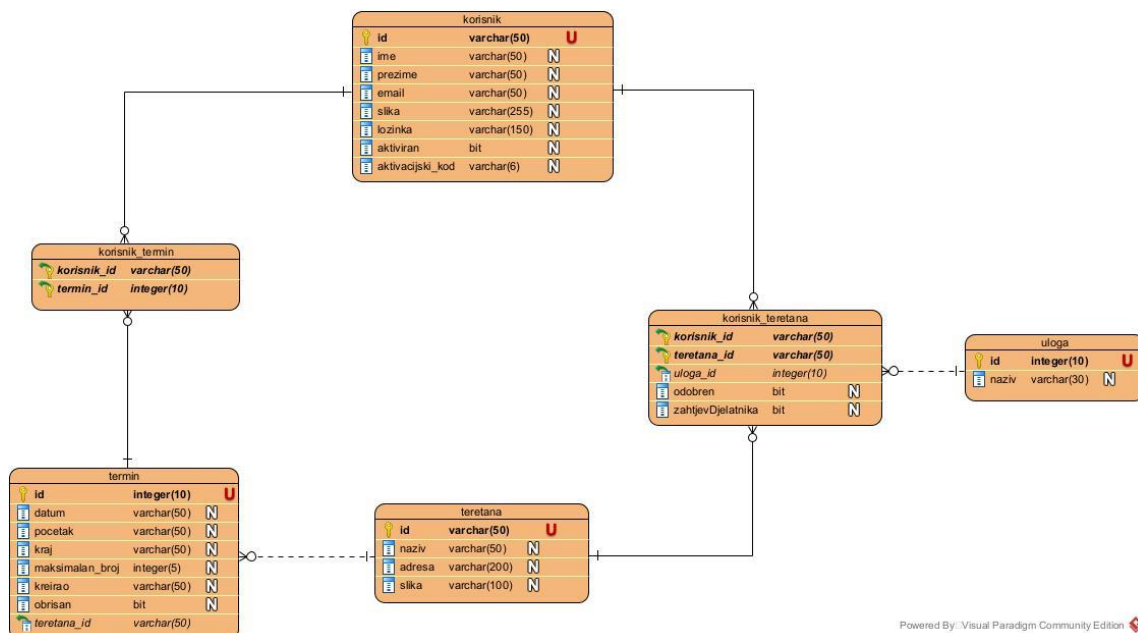 korisnik
id varchar(50) U
ime varchar(50) N
prezime varchar(50) N
email varchar(50) N
slika varchar(255) N
lozinka varchar(150) N
aktiviran bit N
aktivacijski_kod varchar(6) N
korisnik_termin
korisnik_id varchar(50)
termin_id integer(10)
korisnik_teretana
korisnik_id varchar(50)
teretana_id varchar(50)
uloga_id integer(10)
odobren bit N
zahtjevDjelatnika bit N
uloga
id integer(10) U
naziv varchar(30) N
termin
id integer(10) U
datum varchar(50) N
pocetak varchar(50) N
kraj varchar(50) N
maksimalan_broj integer(5) N
kreirao varchar(50) N
obrisan bit N
teretana_id varchar(50)
teretana
id varchar(50) U
naziv varchar(50) N
adresa varchar(200) N
slika varchar(100) N
Powered By: Visual Paradigm Community Edition